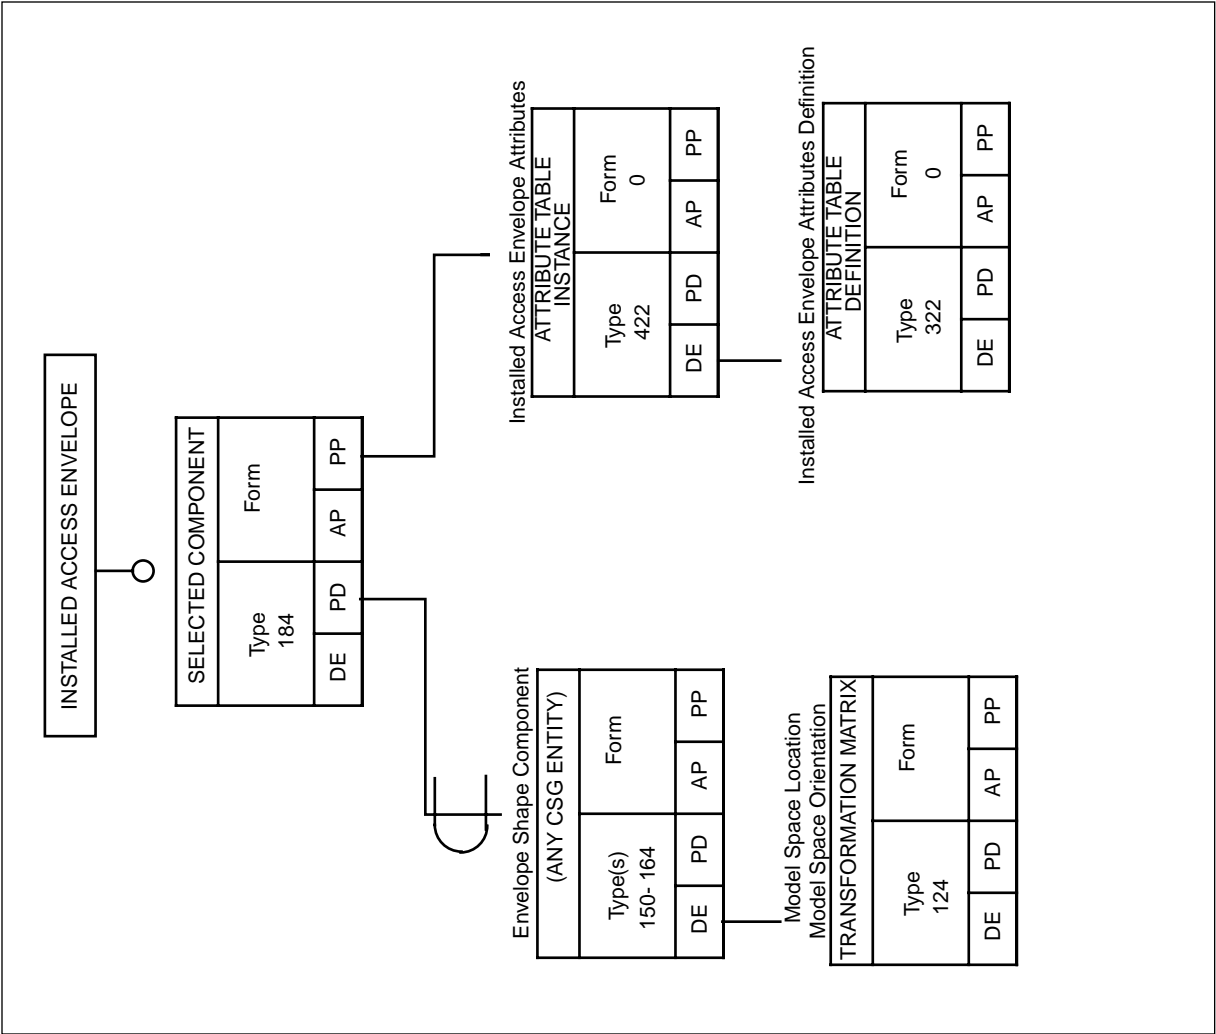 INSTALLED ACCESS ENVELOPE
SELECTED COMPONENT
Type
184
Form
DE PD AP PP
Envelope Shape Component
(ANY CSG ENTITY)
Type(s)
150- 164
Form
DE PD AP PP
Model Space Location
Model Space Orientation
TRANSFORMATION MATRIX
Type
124
Form
DE PD AP PP
Installed Access Envelope Attributes
ATTRIBUTE TABLE
INSTANCE
Type
422
Form
0
DE PD AP PP
Installed Access Envelope Attributes Definition
ATTRIBUTE TABLE
DEFINITION
Type
322
Form
0
DE PD AP PP